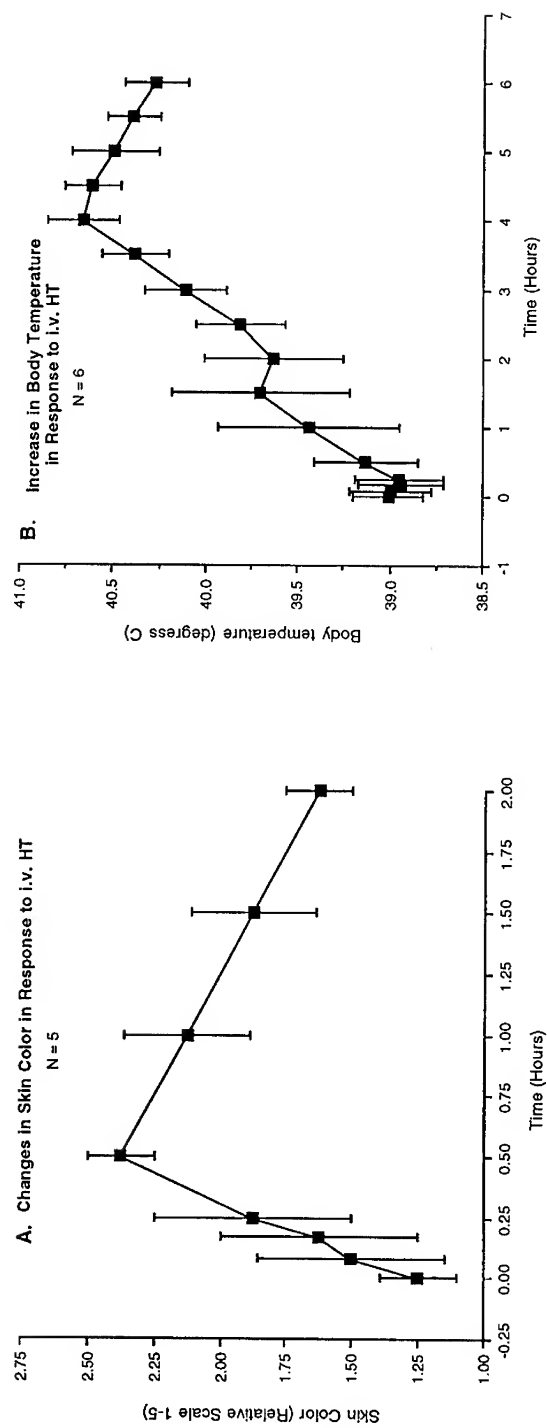 A. Changes in Skin Color in Response to i.v. HT
N = 5
Skin Color (Relative Scale 1-5)
2.75
2.50
2.25
2.00
1.75
1.50
1.25
1.00
-0.25 0.00 0.25 0.50 0.75 1.00 1.25 1.50 1.75 2.00
Time (Hours)
B. Increase in Body Temperature
in Response to i.v. HT
N = 6
Body temperature (degress C)
41.0
40.5
40.0
39.5
39.0
38.5
-1 0 1 2 3 4 5 6 7
Time (Hours)